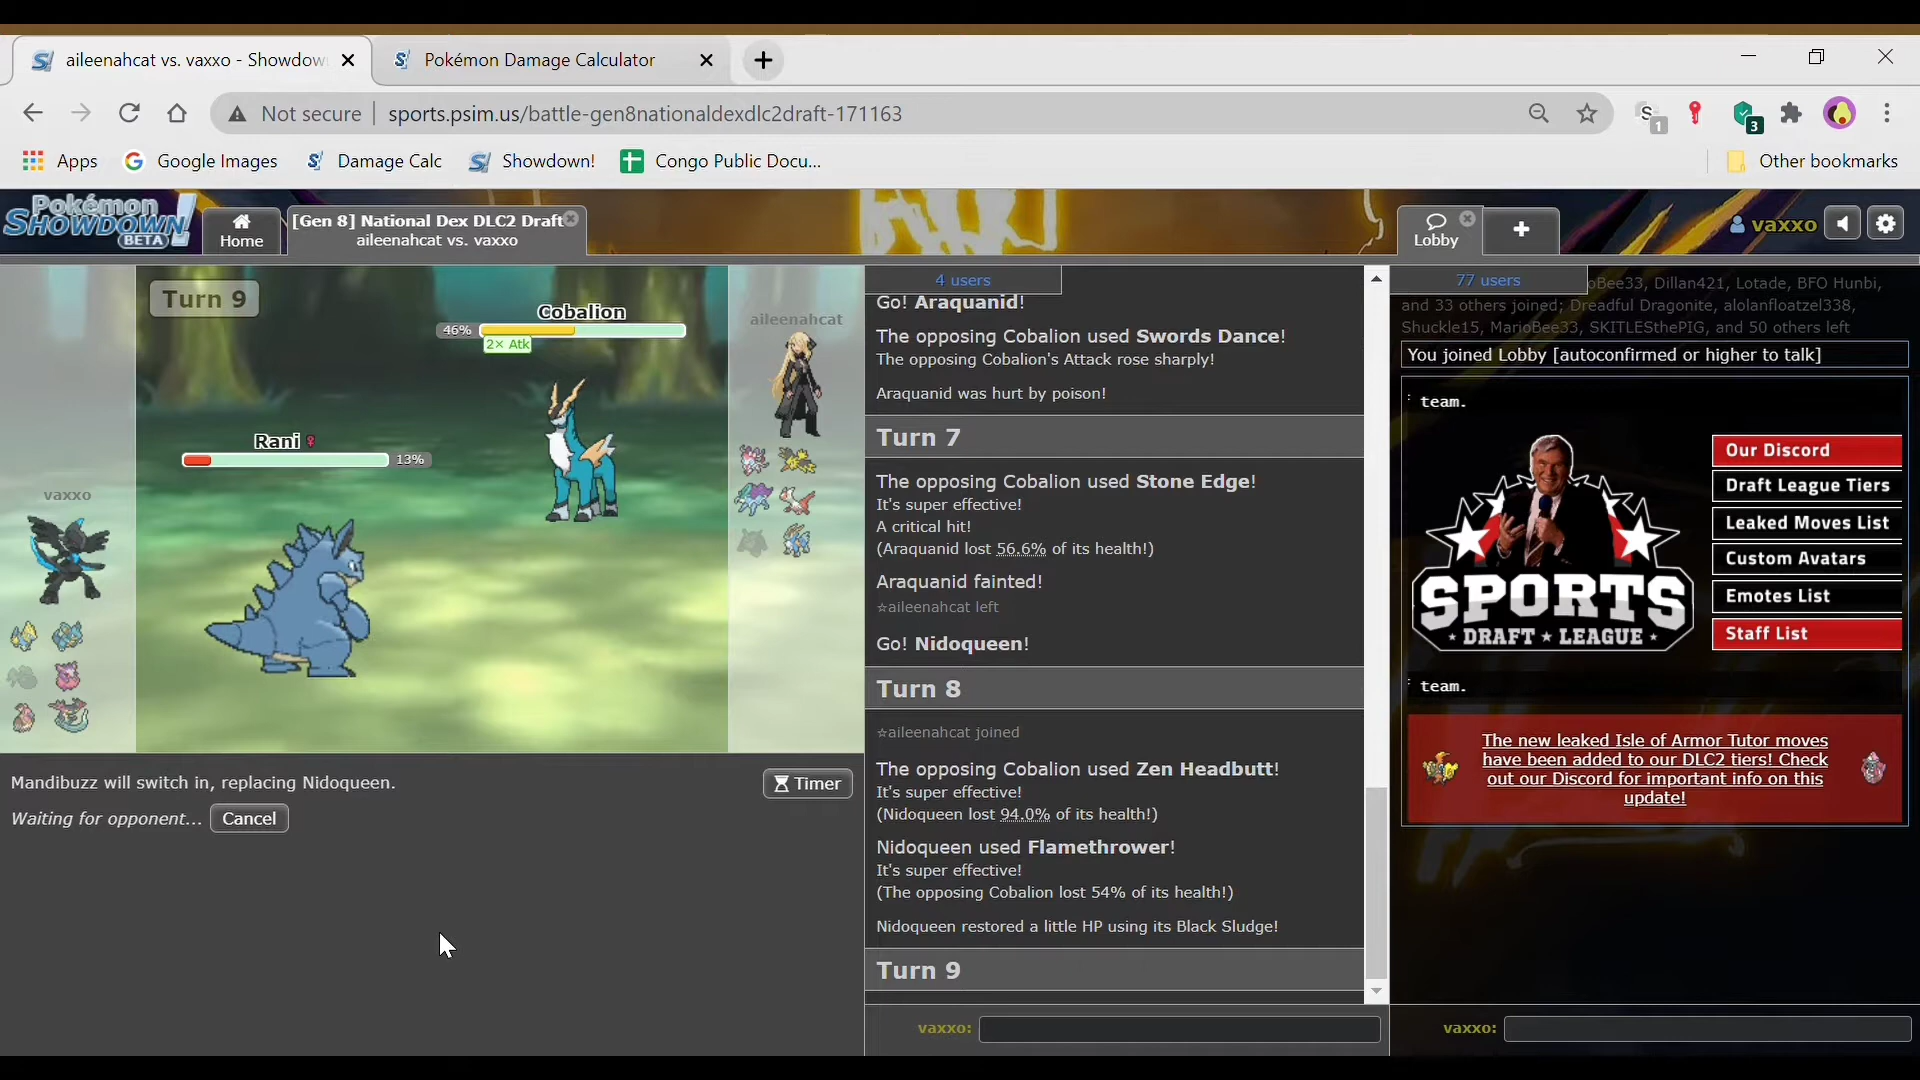 aileenahcat vs. vaxxo - Showdow
Pokémon Damage Calculator
Not secure
sports.psim.us/battle-gen8nationaldexdlc2draft-171163
1
3
Apps
Google Images
Damage Calc
Showdown!
Congo Public Docu...
Other bookmarks
Pokémon
SHOWDOWN!
BETA
Home
[Gen 8] National Dex DLC2 Draft
aileenahcat vs. vaxxo
Lobby
vaxxo
Turn 9
Cobalion
46%
2× Atk
aileenahcat
Rani ♀
13%
vaxxo
Mandibuzz will switch in, replacing Nidoqueen.
Timer
Waiting for opponent...
Cancel
4 users
Go! Araquanid!
The opposing Cobalion used Swords Dance!
The opposing Cobalion's Attack rose sharply!
Araquanid was hurt by poison!
Turn 7
The opposing Cobalion used Stone Edge!
It's super effective!
A critical hit!
(Araquanid lost 56.6% of its health!)
Araquanid fainted!
☆aileenahcat left
Go! Nidoqueen!
Turn 8
☆aileenahcat joined
The opposing Cobalion used Zen Headbutt!
It's super effective!
(Nidoqueen lost 94.0% of its health!)
Nidoqueen used Flamethrower!
It's super effective!
(The opposing Cobalion lost 54% of its health!)
Nidoqueen restored a little HP using its Black Sludge!
Turn 9
vaxxo:
77 users
oBee33, Dillan421, Lotade, BFO Hunbi,
and 33 others joined; Dreadful Dragonite, alolanfloatzel338,
Shuckle15, MarioBee33, SKITLESthePIG, and 50 others left
You joined Lobby [autoconfirmed or higher to talk]
team.
SPORTS
DRAFT ★ LEAGUE
Our Discord
Draft League Tiers
Leaked Moves List
Custom Avatars
Emotes List
Staff List
team.
The new leaked Isle of Armor Tutor moves
have been added to our DLC2 tiers! Check
out our Discord for important info on this
update!
vaxxo: